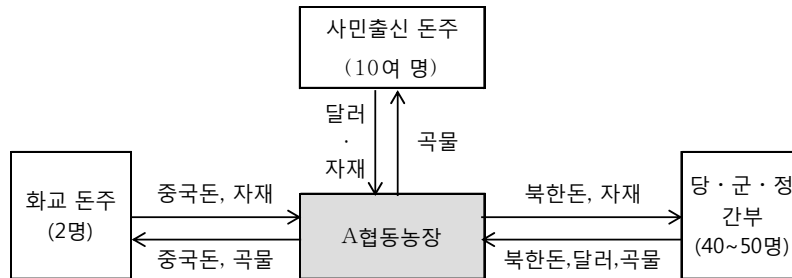 사민출신 돈주
(10여 명)
달러
·
자재
곡물
화교 돈주
(2명)
중국돈, 자재
중국돈, 곡물
A협동농장
북한돈, 자재
북한돈,달러,곡물
당·군·정
간부
(40~50명)